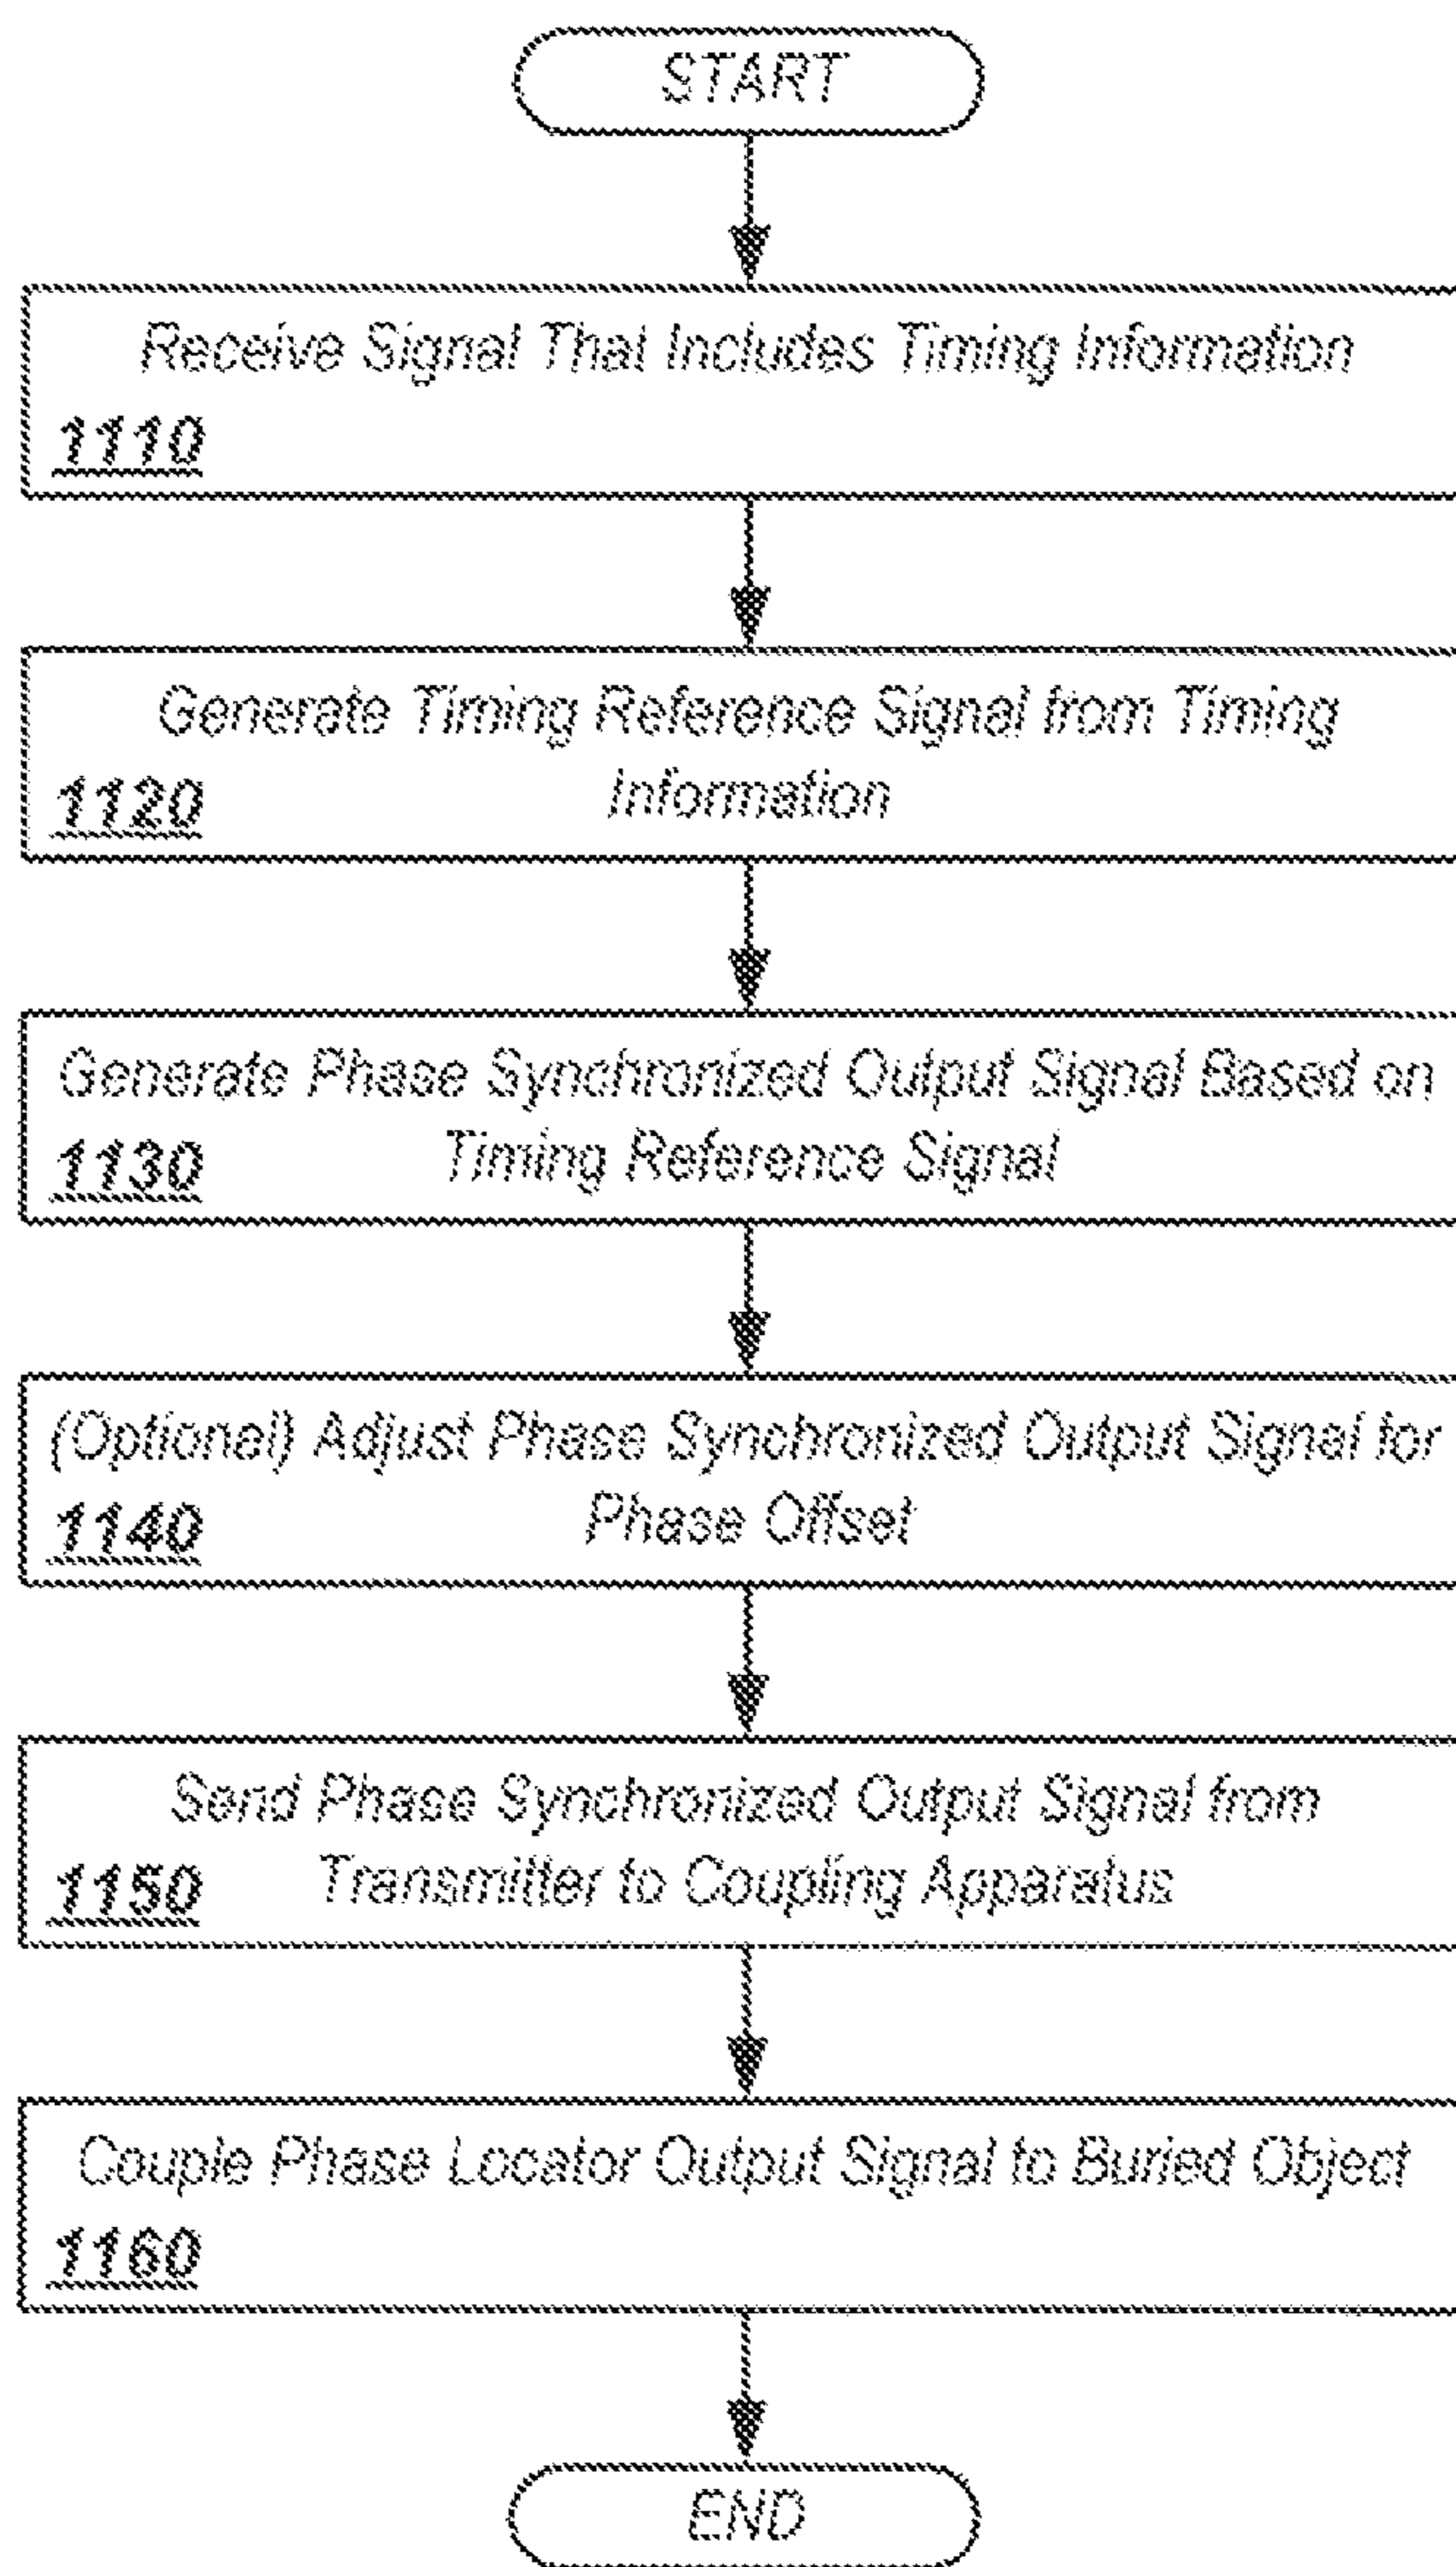 START
Receive Signal That Includes Timing Information
1110
Generate Timing Reference Signal from Timing
Information
1120
Generate Phase Synchronized Output Signal Based on
Timing Reference Signal
1130
(Optional) Adjust Phase Synchronized Output Signal for
Phase Offset
1140
Send Phase Synchronized Output Signal from
Transmitter to Coupling Apparatus
1150
Couple Phase Locator Output Signal to Buried Object
1160
END